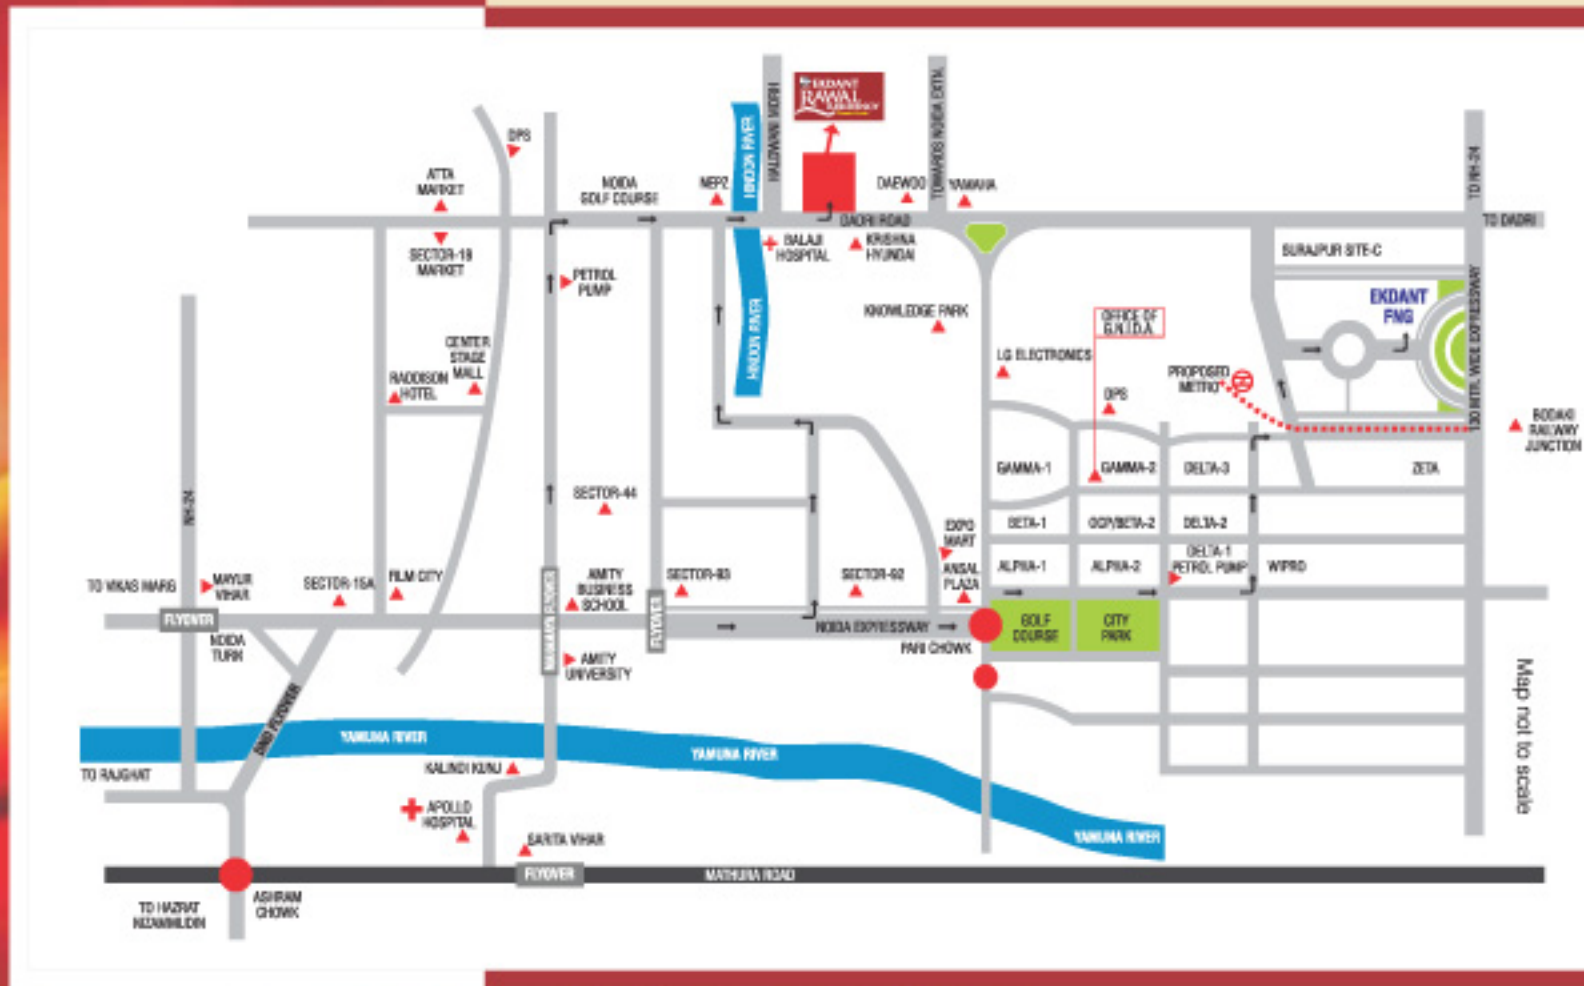 EKDANT
RAWAL
RESIDENCY
DPS
ATTA
MARKET
SECTOR-18
MARKET
NOIDA
GOLF COURSE
NEPZ
HINDON RIVER
HALDWANI MORH
DAEWOO
TOWARDS NOIDA EXTN.
YAMAHA
DADRI ROAD
BALAJI
HOSPITAL
KRISHNA
HYUNDAI
TO NH-24
TO DADRI
SURAJPUR SITE-C
PETROL
PUMP
HINDON RIVER
KNOWLEDGE PARK
OFFICE OF
G.N.I.D.A.
EKDANT
FNG
130 MTR. WIDE EXPRESSWAY
CENTER
STAGE
MALL
RADDISON
HOTEL
LG ELECTRONICS
DPS
PROPOSED
METRO
BODAKI
RAILWAY
JUNCTION
GAMMA-1
GAMMA-2
DELTA-3
ZETA
NH-24
SECTOR-44
EXPO
MART
BETA-1
OCP/BETA-2
DELTA-2
TO VIKAS MARG
MAYUR
VIHAR
SECTOR-15A
FILM CITY
AMITY
BUSINESS
SCHOOL
SECTOR-93
SECTOR-92
ANSAL
PLAZA
ALPHA-1
ALPHA-2
DELTA-1
PETROL PUMP
WIPRO
FLYOVER
NOIDA
TURN
FLYOVER
NOIDA EXPRESSWAY
PARI CHOWK
GOLF
COURSE
CITY
PARK
AMITY
UNIVERSITY
DND FLYOVER
YAMUNA RIVER
YAMUNA RIVER
YAMUNA RIVER
TO RAJGHAT
KALINDI KUNJ
APOLLO
HOSPITAL
SARITA VIHAR
FLYOVER
MATHURA ROAD
ASHRAM
CHOWK
TO HAZRAT
NIZAMMUDIN
Map not to scale